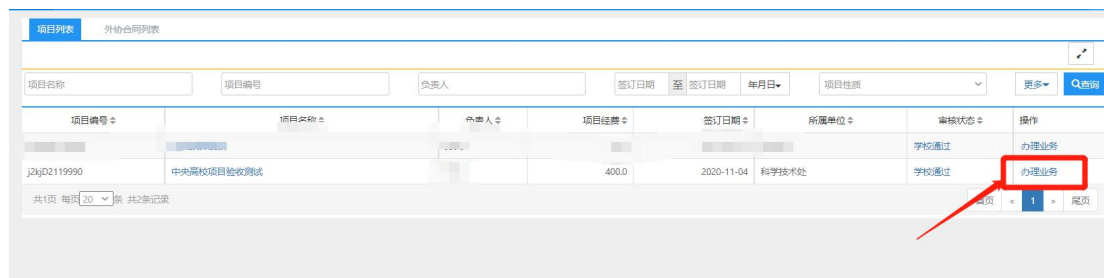 项目列表 外协合同列表
项目名称 项目编号 负责人 签订日期 至 签订日期 年月日 项目性质 更多 查询
项目编号 项目名称 负责人 项目经费 签订日期 所属单位 审核状态 操作
学校通过 办理业务
j2kjD2119990 中央高校项目验收测试 400.0 2020-11-04 科学技术处 学校通过 办理业务
共1页 每页 20 条 共2条记录 首页 « 1 » 尾页